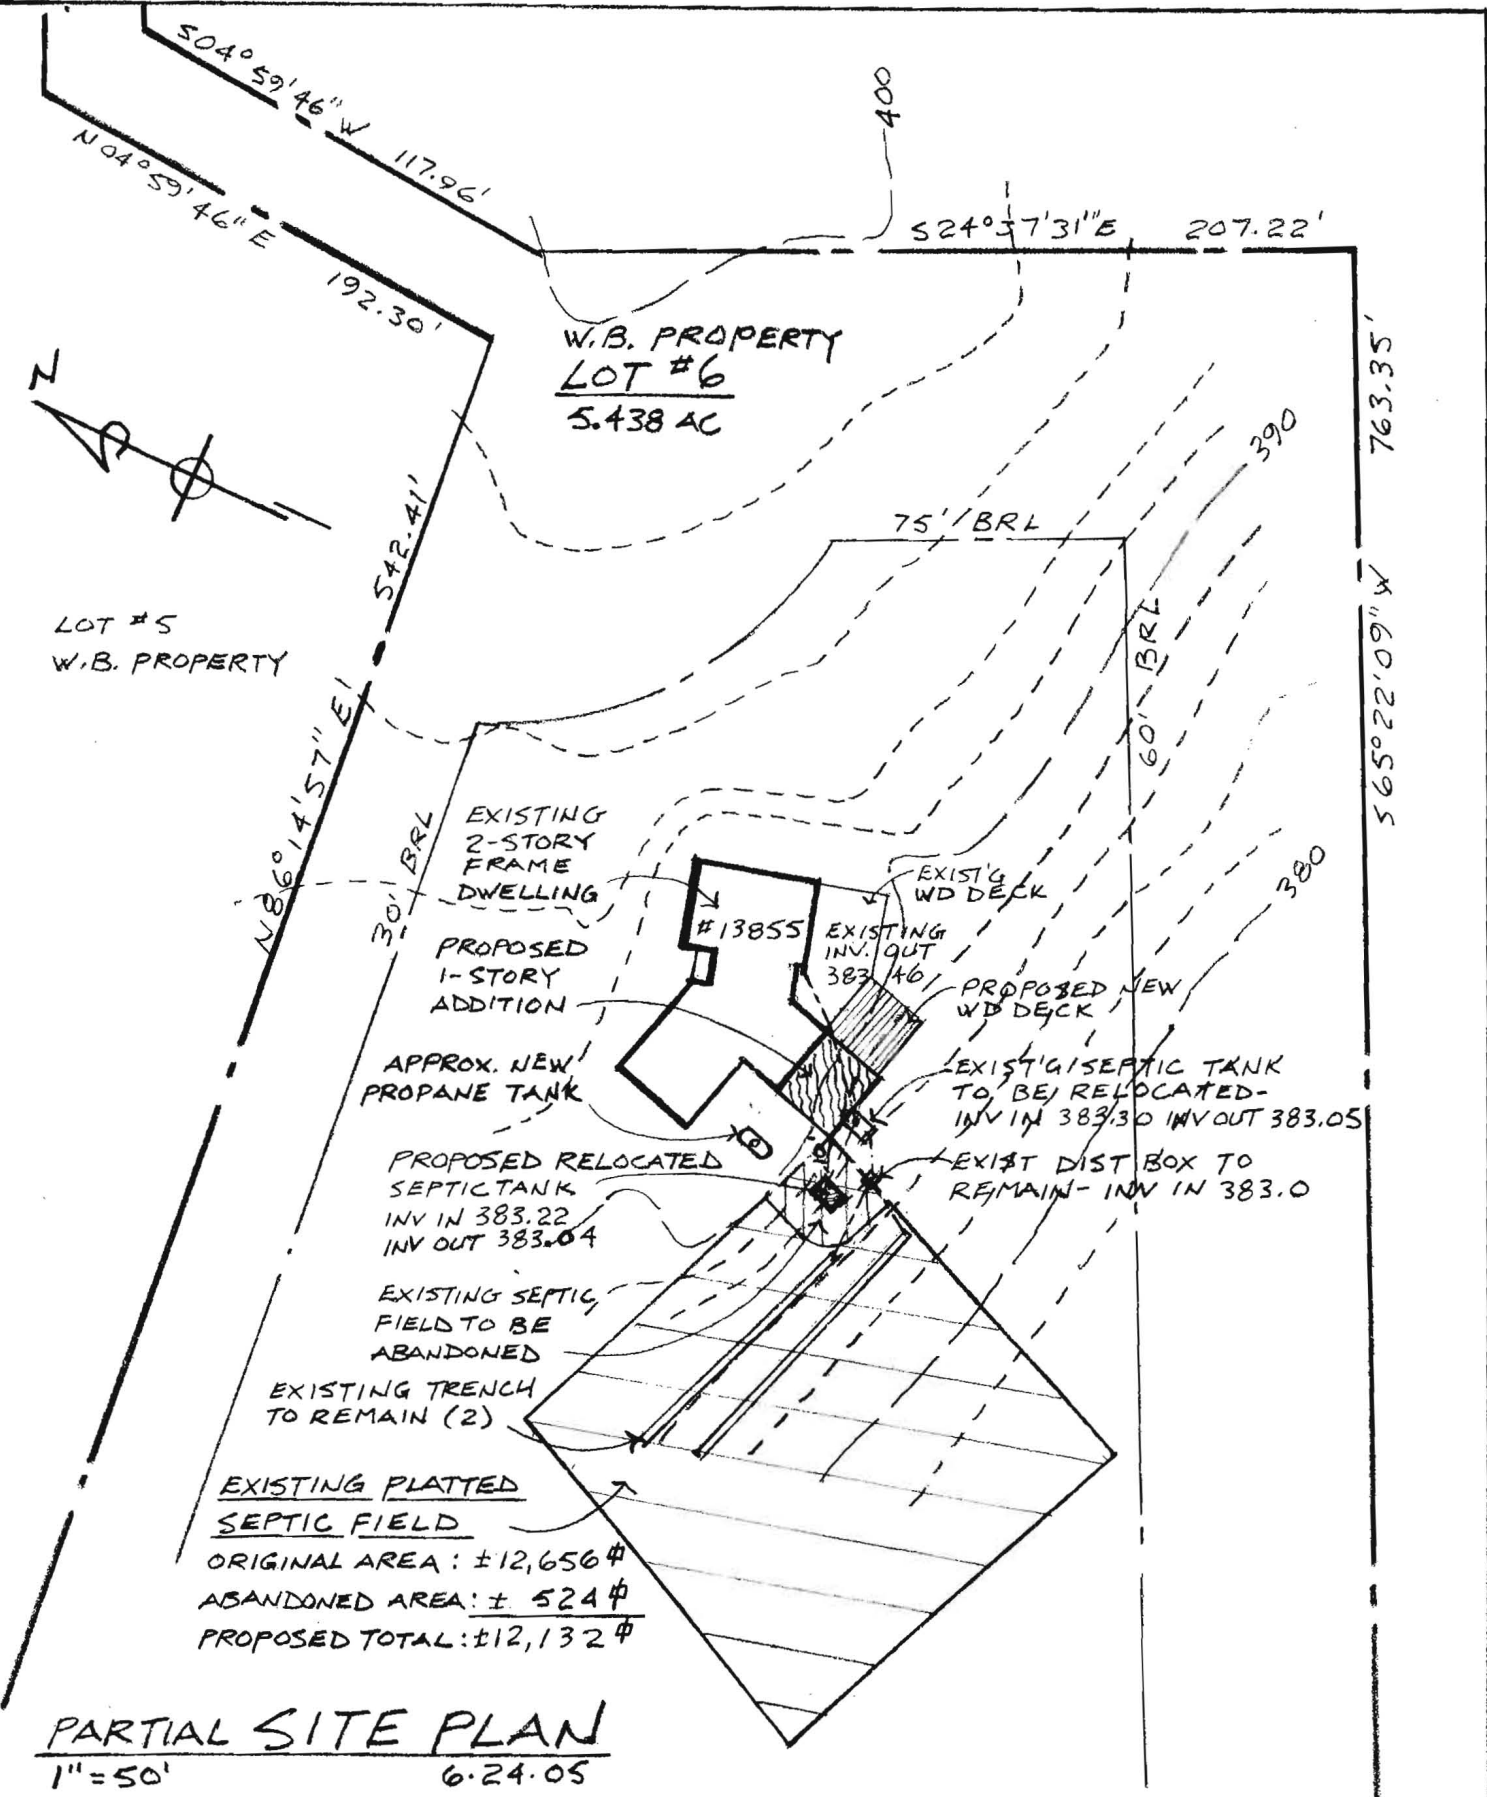 S04°59'46"W 117.96'
N04°59'46"E
192.30'
400
S24°37'31"E 207.22'
W.B. PROPERTY
LOT #6
5.438 AC
N
763.35'
S65°22'09"W
390
75' BRL
542.41'
N86°14'57"E
LOT #5
W.B. PROPERTY
60' BRL
30' BRL
380
EXISTING
2-STORY
FRAME
DWELLING
EXIST'G
WD DECK
#13855
EXISTING
INV. OUT
383.46
PROPOSED
1-STORY
ADDITION
PROPOSED NEW
WD DECK
APPROX. NEW
PROPANE TANK
EXIST'G SEPTIC TANK
TO BE RELOCATED-
INV IN 383.30 INV OUT 383.05
PROPOSED RELOCATED
SEPTIC TANK
INV IN 383.22
INV OUT 383.04
EXIST DIST BOX TO
REMAIN- INV IN 383.0
EXISTING SEPTIC
FIELD TO BE
ABANDONED
EXISTING TRENCH
TO REMAIN (2)
EXISTING PLATTED
SEPTIC FIELD
ORIGINAL AREA: ±12,656 ⏀
ABANDONED AREA: ± 524 ⏀
PROPOSED TOTAL: ±12,132 ⏀
PARTIAL SITE PLAN
1"=50' 6.24.05